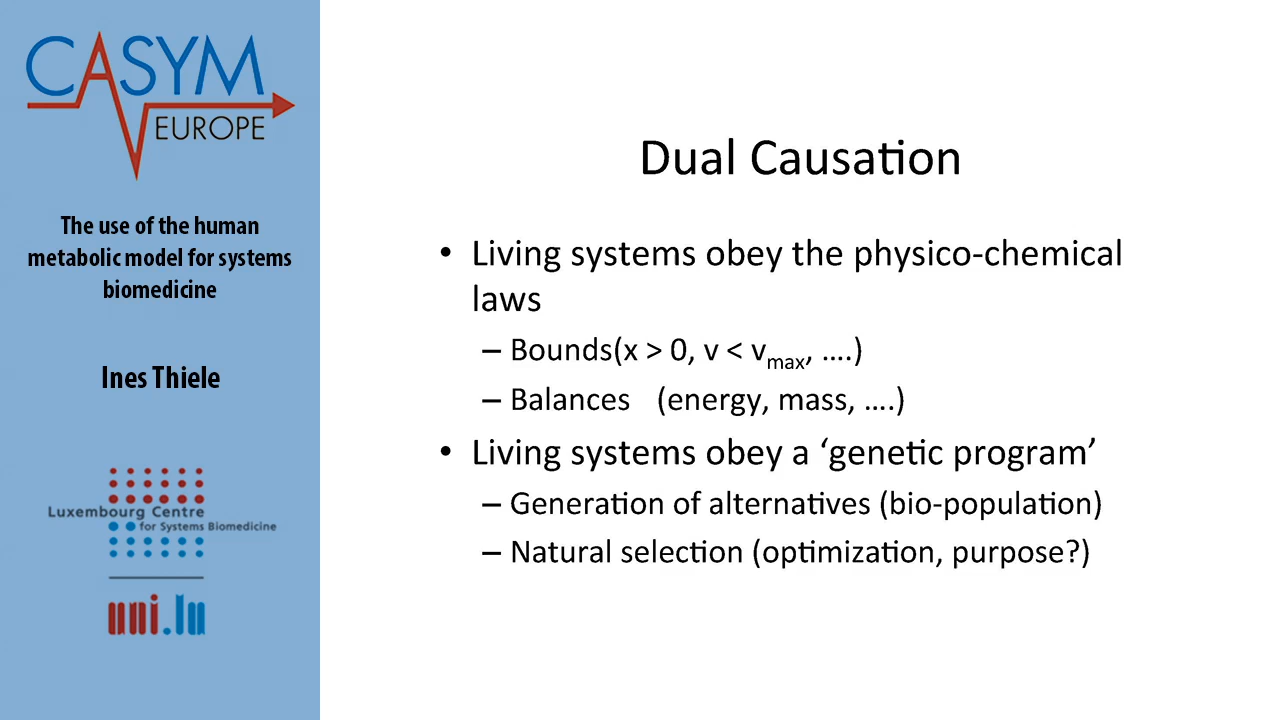 CASYM
EUROPE
The use of the human
metabolic model for systems
biomedicine
Ines Thiele
Luxembourg Centre
for Systems Biomedicine
uni.lu
Dual Causation
• Living systems obey the physico-chemical
laws
– Bounds(x > 0, v < vmax, ....)
– Balances (energy, mass, ....)
• Living systems obey a ‘genetic program’
– Generation of alternatives (bio-population)
– Natural selection (optimization, purpose?)